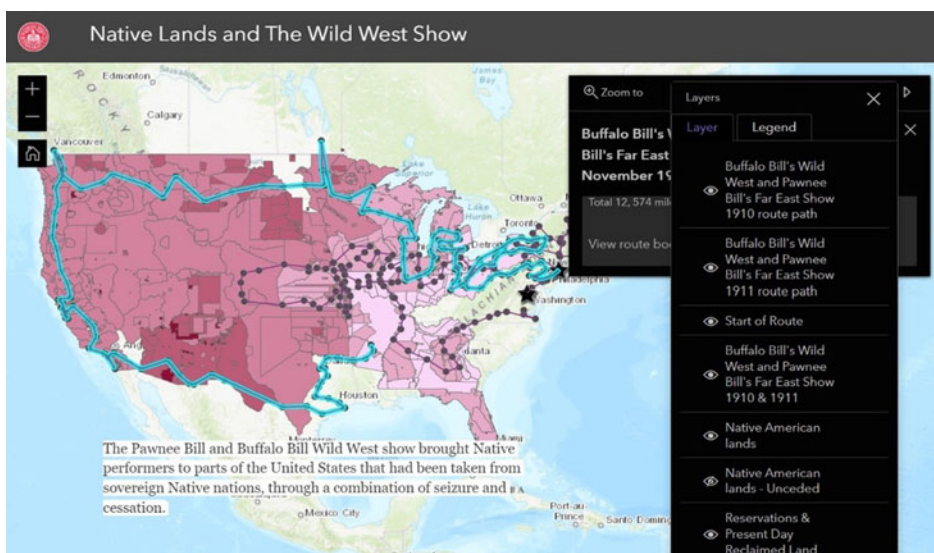 Native Lands and The Wild West Show
Edmonton
Saskatchewan
James
Bay
Calgary
Vancouver
Lake
Superior
Ottawa
Lake
Huron
Toronto
Detroit
Philadelphia
Washington
Houston
Monterrey
Miami
Mexico City
Port-au-
Prince
Santo Doming
Zoom to
Buffalo Bill's
Bill's Far East
November 19
Total 12, 574 mil
View route bo
Layers
Layer
Legend
Buffalo Bill's Wild
West and Pawnee
Bill's Far East Show
1910 route path
Buffalo Bill's Wild
West and Pawnee
Bill's Far East Show
1911 route path
Start of Route
Buffalo Bill's Wild
West and Pawnee
Bill's Far East Show
1910 & 1911
Native American
lands
Native American
lands - Unceded
Reservations &
Present Day
Reclaimed Land
The Pawnee Bill and Buffalo Bill Wild West show brought Native
performers to parts of the United States that had been taken from
sovereign Native nations, through a combination of seizure and
cessation.